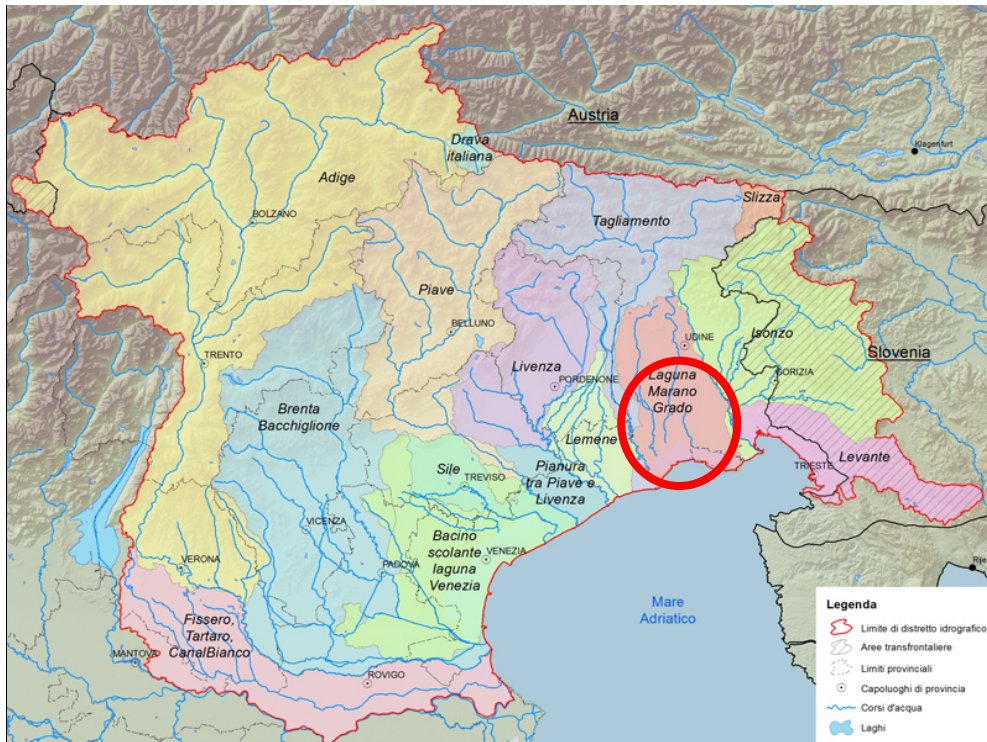 Austria
Klagenfurt
Drava
italiana
Adige
Slizza
BOLZANO
Tagliamento
Piave
BELLUNO
UDINE
Isonzo
Slovenia
TRENTO
Livenza
PORDENONE
Laguna
Marano
Grado
GORIZIA
Brenta
Bacchiglione
Lemene
Levante
Sile
TREVISO
Pianura
tra Piave e
Livenza
TRIESTE
VICENZA
Bacino
scolante
laguna
Venezia
VENEZIA
PADOVA
VERONA
Rije
Mare
Adriatico
Fissero,
Tartaro,
CanalBianco
MANTOVA
ROVIGO
Legenda
Limite di distretto idrografico
Aree transfrontaliere
Limiti provinciali
Capoluoghi di provincia
Corsi d'acqua
Laghi